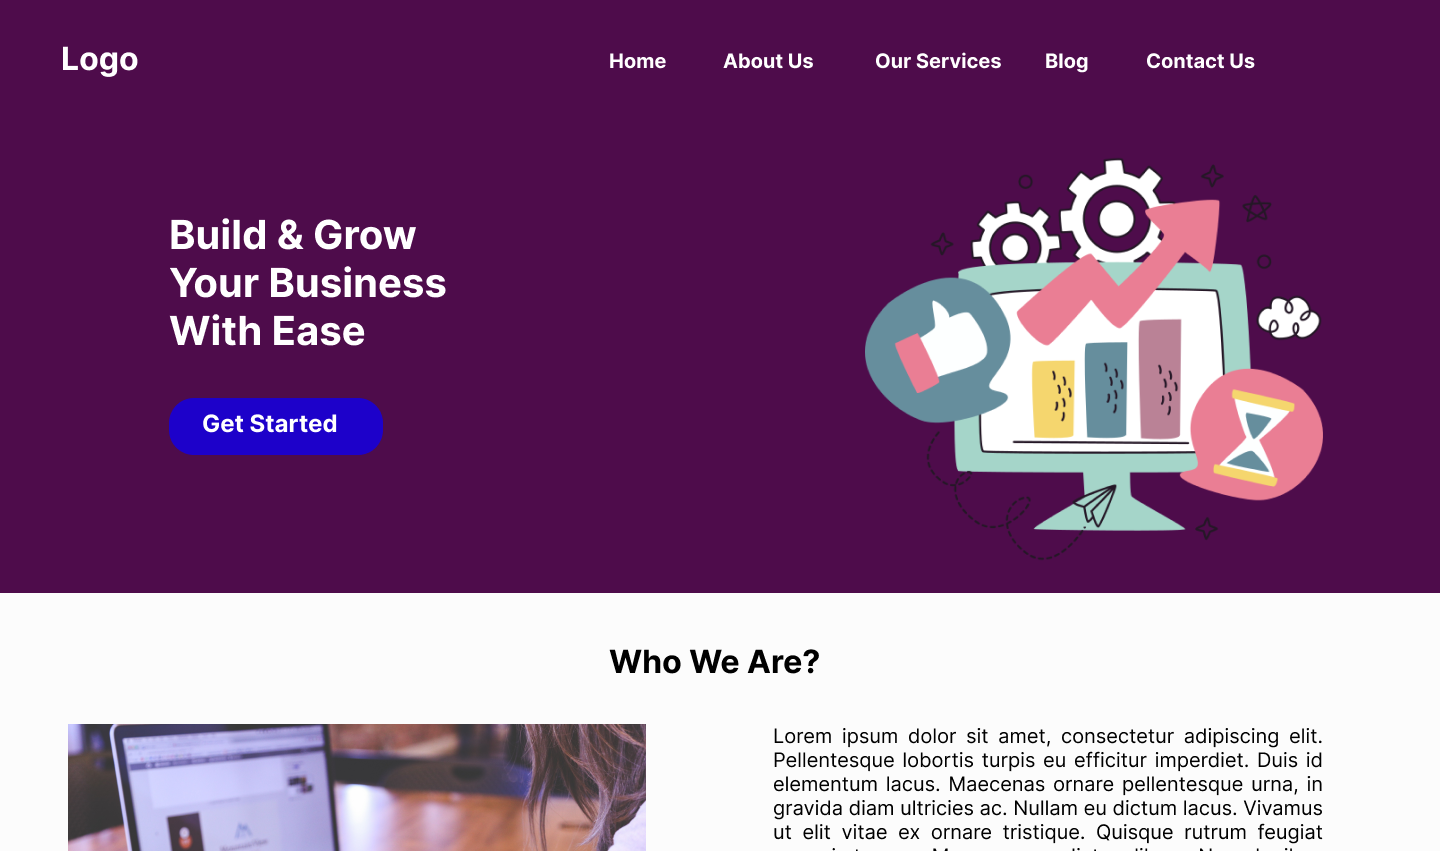 Logo
Home About Us Our Services Blog Contact Us
Build & Grow
Your Business
With Ease
Get Started
Who We Are?
Lorem ipsum dolor sit amet, consectetur adipiscing elit.
Pellentesque lobortis turpis eu efficitur imperdiet. Duis id
elementum lacus. Maecenas ornare pellentesque urna, in
gravida diam ultricies ac. Nullam eu dictum lacus. Vivamus
ut elit vitae ex ornare tristique. Quisque rutrum feugiat